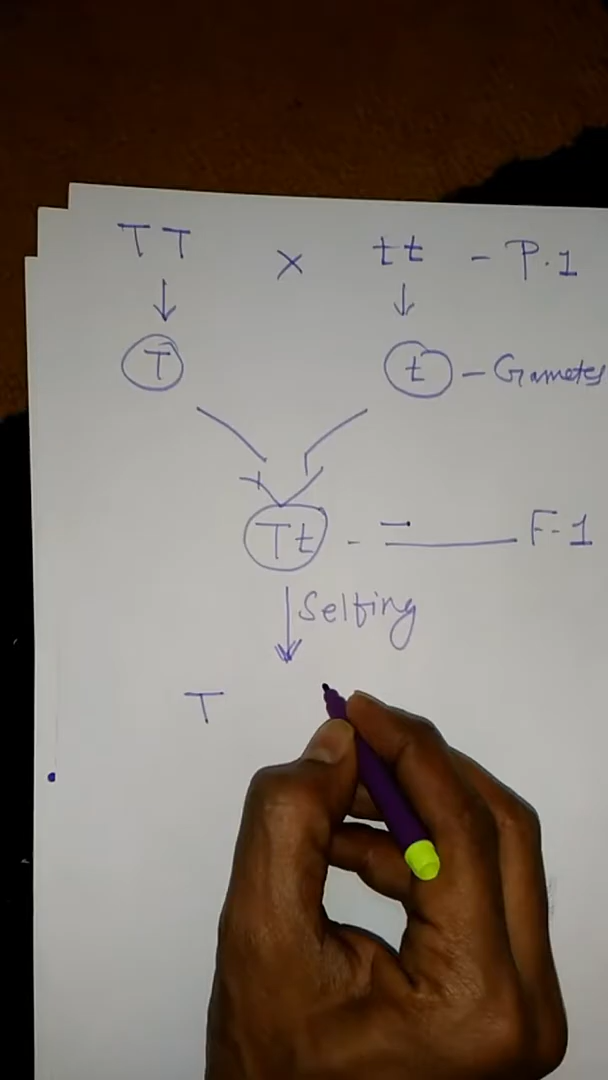 TT × tt - P.1
T t - Gametes
Tt - F-1
Selfing
T